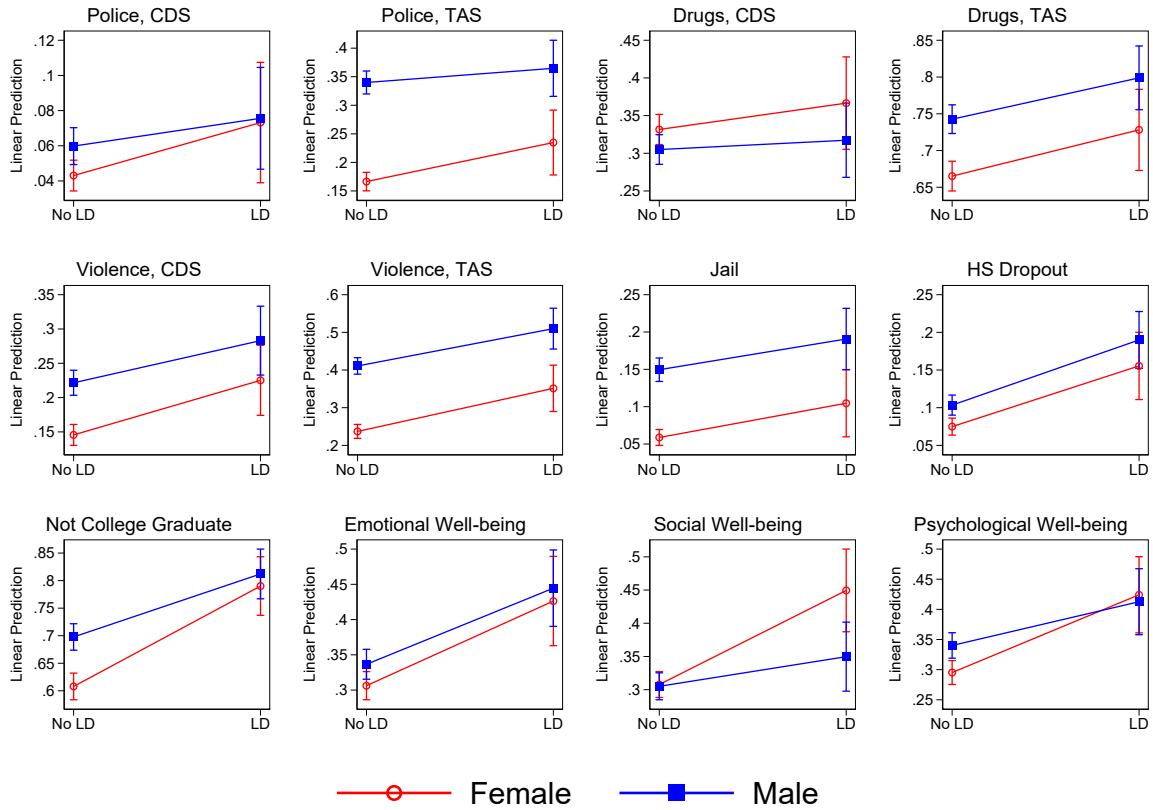 Police, CDS
Linear Prediction
.12
.1
.08
.06
.04
No LD
LD
Police, TAS
Linear Prediction
.4
.35
.3
.25
.2
.15
No LD
LD
Drugs, CDS
Linear Prediction
.45
.4
.35
.3
.25
No LD
LD
Drugs, TAS
Linear Prediction
.85
.8
.75
.7
.65
No LD
LD
Violence, CDS
Linear Prediction
.35
.3
.25
.2
.15
No LD
LD
Violence, TAS
Linear Prediction
.6
.5
.4
.3
.2
No LD
LD
Jail
Linear Prediction
.25
.2
.15
.1
.05
No LD
LD
HS Dropout
Linear Prediction
.25
.2
.15
.1
.05
No LD
LD
Not College Graduate
Linear Prediction
.85
.8
.75
.7
.65
.6
No LD
LD
Emotional Well-being
Linear Prediction
.5
.45
.4
.35
.3
No LD
LD
Social Well-being
Linear Prediction
.5
.4
.35
.3
No LD
LD
Psychological Well-being
Linear Prediction
.5
.45
.4
.35
.3
.25
No LD
LD
Female
Male